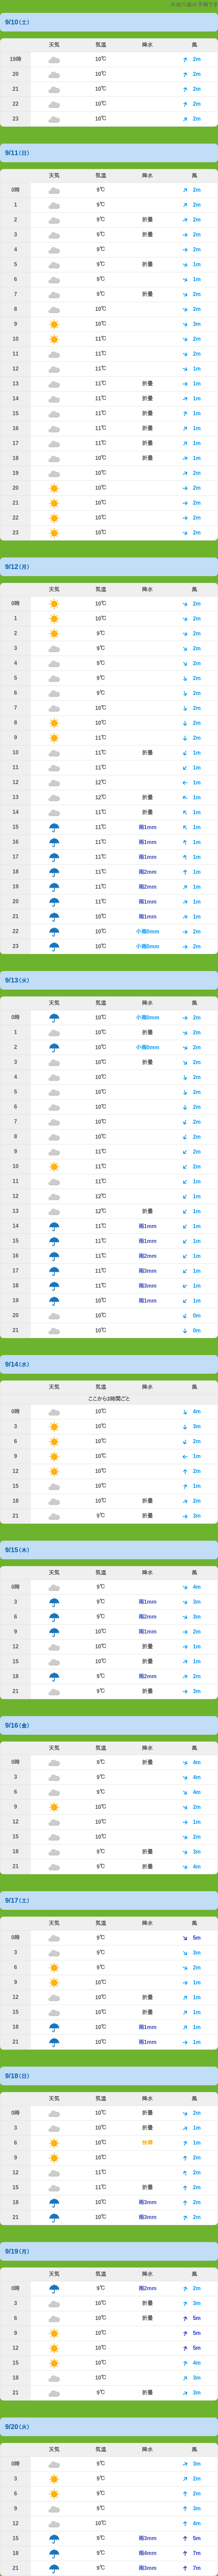 9/10(土)
天気 気温 降水 風
19時 10℃ 2m
20 10℃ 2m
21 10℃ 2m
22 10℃ 2m
23 10℃ 2m
9/11(日)
天気 気温 降水 風
0時 9℃ 2m
1 9℃ 2m
2 9℃ 折畳 2m
3 9℃ 折畳 2m
4 9℃ 2m
5 9℃ 折畳 1m
6 9℃ 1m
7 9℃ 折畳 2m
8 10℃ 2m
9 10℃ 3m
10 11℃ 2m
11 11℃ 2m
12 11℃ 1m
13 11℃ 折畳 1m
14 11℃ 折畳 1m
15 11℃ 折畳 1m
16 11℃ 折畳 1m
17 11℃ 折畳 1m
18 10℃ 折畳 1m
19 10℃ 2m
20 10℃ 2m
21 10℃ 2m
22 10℃ 2m
23 10℃ 2m
9/12(月)
天気 気温 降水 風
0時 10℃ 2m
1 10℃ 2m
2 9℃ 2m
3 9℃ 2m
4 9℃ 2m
5 9℃ 2m
6 9℃ 2m
7 10℃ 2m
8 10℃ 2m
9 11℃ 2m
10 11℃ 折畳 1m
11 11℃ 1m
12 12℃ 1m
13 12℃ 折畳 1m
14 11℃ 折畳 1m
15 11℃ 雨1mm 1m
16 11℃ 雨1mm 1m
17 11℃ 雨1mm 1m
18 11℃ 雨2mm 1m
19 11℃ 雨2mm 1m
20 11℃ 雨1mm 1m
21 11℃ 雨1mm 1m
22 10℃ 小雨0mm 2m
23 10℃ 小雨0mm 2m
9/13(火)
天気 気温 降水 風
0時 10℃ 小雨0mm 2m
1 10℃ 折畳 2m
2 10℃ 小雨0mm 2m
3 10℃ 折畳 2m
4 10℃ 2m
5 10℃ 2m
6 10℃ 2m
7 10℃ 2m
8 10℃ 2m
9 11℃ 2m
10 11℃ 2m
11 11℃ 1m
12 12℃ 1m
13 12℃ 折畳 1m
14 11℃ 雨1mm 1m
15 11℃ 雨1mm 1m
16 11℃ 雨2mm 1m
17 11℃ 雨3mm 1m
18 11℃ 雨3mm 1m
19 10℃ 雨1mm 1m
20 10℃ 0m
21 10℃ 0m
9/14(水)
天気 気温 降水 風
ここから3時間ごと
0時 10℃ 4m
3 10℃ 3m
6 10℃ 2m
9 10℃ 1m
12 10℃ 2m
15 10℃ 1m
18 10℃ 折畳 2m
21 9℃ 折畳 3m
9/15(木)
天気 気温 降水 風
0時 9℃ 4m
3 9℃ 雨1mm 3m
6 9℃ 雨2mm 3m
9 10℃ 雨1mm 2m
12 10℃ 折畳 1m
15 10℃ 折畳 1m
18 9℃ 雨2mm 2m
21 9℃ 折畳 3m
9/16(金)
天気 気温 降水 風
0時 9℃ 折畳 4m
3 9℃ 4m
6 9℃ 4m
9 10℃ 2m
12 10℃ 1m
15 10℃ 2m
18 9℃ 折畳 3m
21 9℃ 折畳 4m
9/17(土)
天気 気温 降水 風
0時 9℃ 5m
3 9℃ 3m
6 9℃ 2m
9 10℃ 1m
12 10℃ 折畳 1m
15 10℃ 折畳 1m
18 10℃ 雨1mm 1m
21 10℃ 雨1mm 1m
9/18(日)
天気 気温 降水 風
0時 10℃ 折畳 2m
3 10℃ 折畳 1m
6 10℃ 快晴 1m
9 10℃ 2m
12 11℃ 2m
15 11℃ 折畳 2m
18 10℃ 雨3mm 2m
21 10℃ 雨3mm 2m
9/19(月)
天気 気温 降水 風
0時 9℃ 雨2mm 2m
3 10℃ 折畳 3m
6 10℃ 折畳 5m
9 10℃ 5m
12 10℃ 5m
15 10℃ 4m
18 10℃ 3m
21 9℃ 折畳 3m
9/20(火)
天気 気温 降水 風
0時 9℃ 3m
3 9℃ 2m
6 9℃ 2m
9 9℃ 3m
12 10℃ 4m
15 9℃ 雨3mm 5m
18 9℃ 雨4mm 7m
21 9℃ 雨3mm 7m